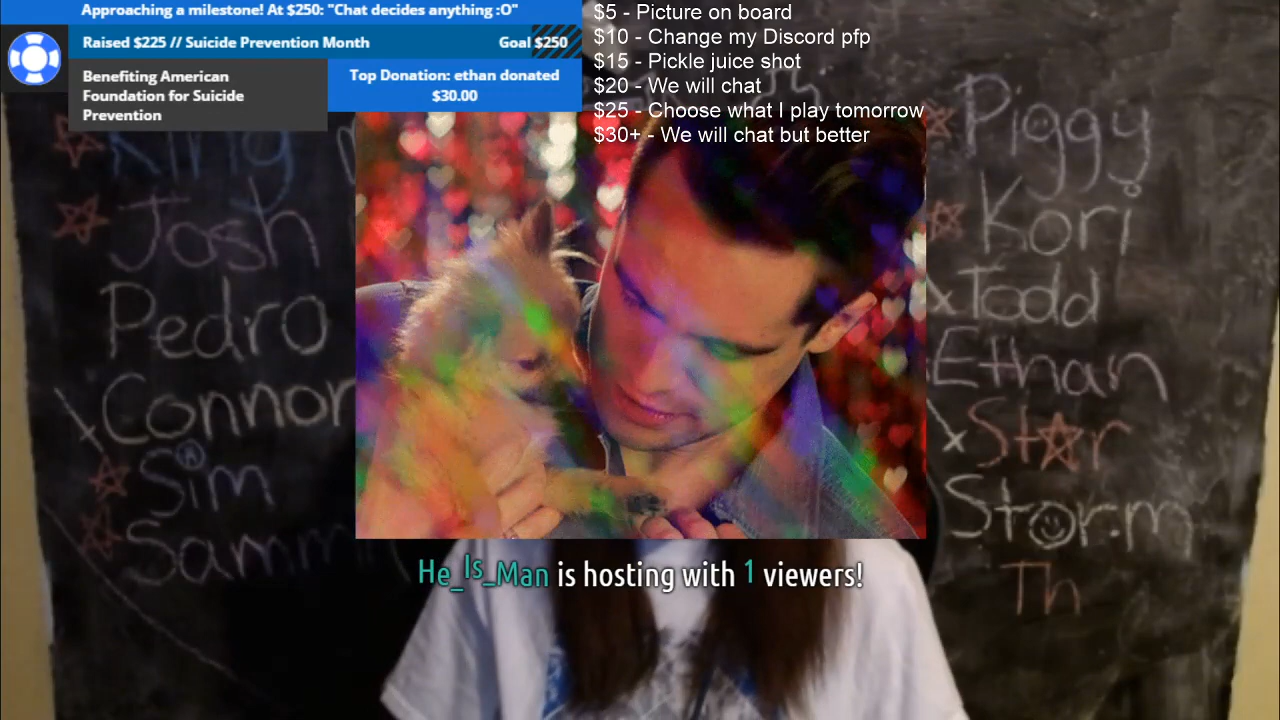 Approaching a milestone! At $250: "Chat decides anything :O"
Raised $225 // Suicide Prevention Month
Goal $250
Benefiting American
Foundation for Suicide
Prevention
Top Donation: ethan donated
$30.00
$5 - Picture on board
$10 - Change my Discord pfp
$15 - Pickle juice shot
$20 - We will chat
$25 - Choose what I play tomorrow
$30+ - We will chat but better
King
Josh
Pedro
Connor
Sim
Samm
Piggy
Kori
Todd
Ethan
Star
Storm
Th
He_Is_Man is hosting with 1 viewers!